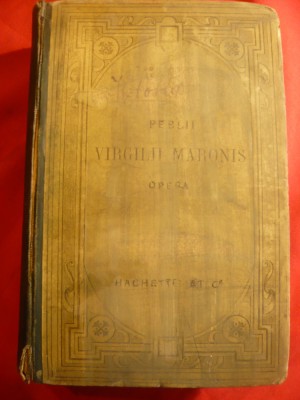 PUBLII
VIRGILII MARONIS
OPERA
HACHETTE ET Cⁱᵉ